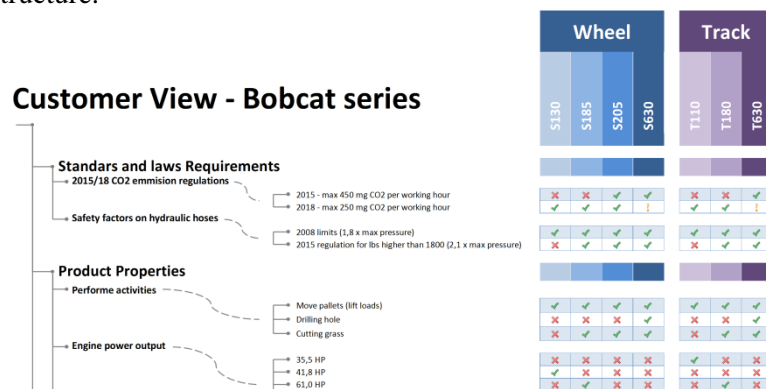 tructure.
Wheel Track
S130 S185 S205 S630 T110 T180 T630
Customer View - Bobcat series
Standars and laws Requirements
2015/18 CO2 emmision regulations
2015 - max 450 mg CO2 per working hour
2018 - max 250 mg CO2 per working hour
Safety factors on hydraulic hoses
2008 limits (1,8 x max pressure)
2015 regulation for lbs higher than 1800 (2,1 x max pressure)
Product Properties
Performe activities
Move pallets (lift loads)
Drilling hole
Cutting grass
Engine power output
35,5 HP
41,8 HP
61,0 HP